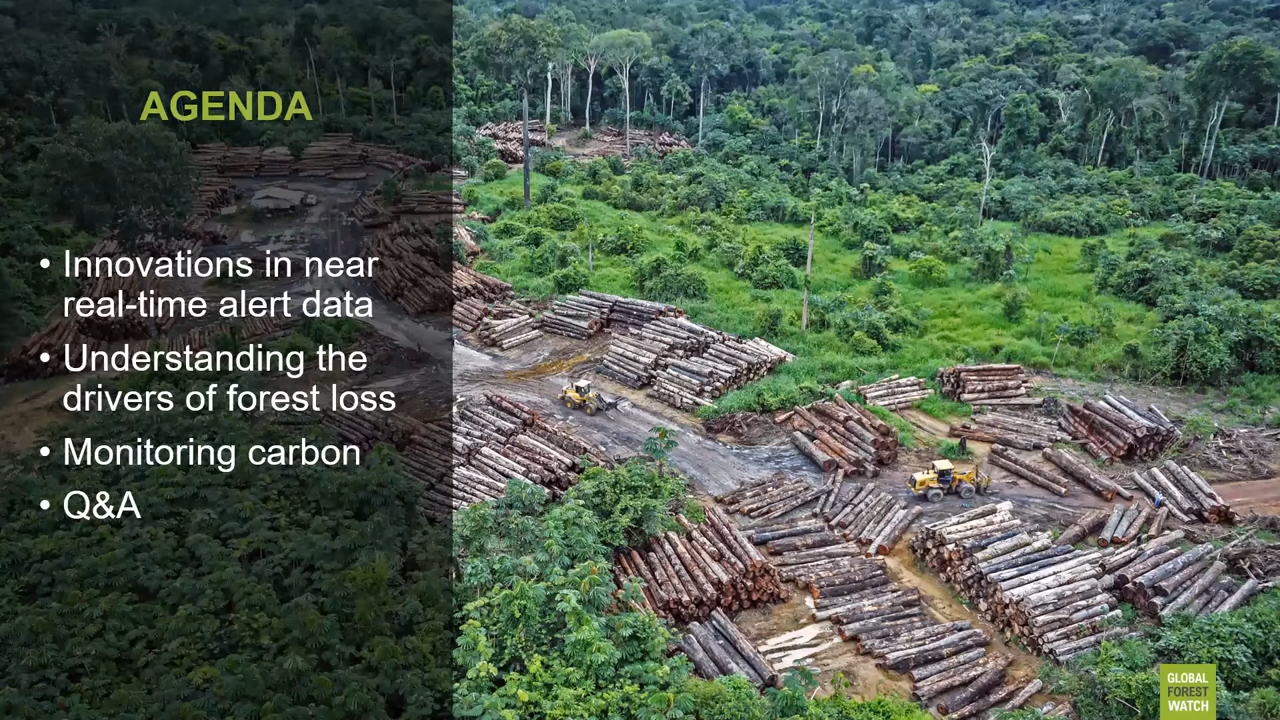 AGENDA
• Innovations in near
real-time alert data
• Understanding the
drivers of forest loss
• Monitoring carbon
• Q&A
GLOBAL
FOREST
WATCH